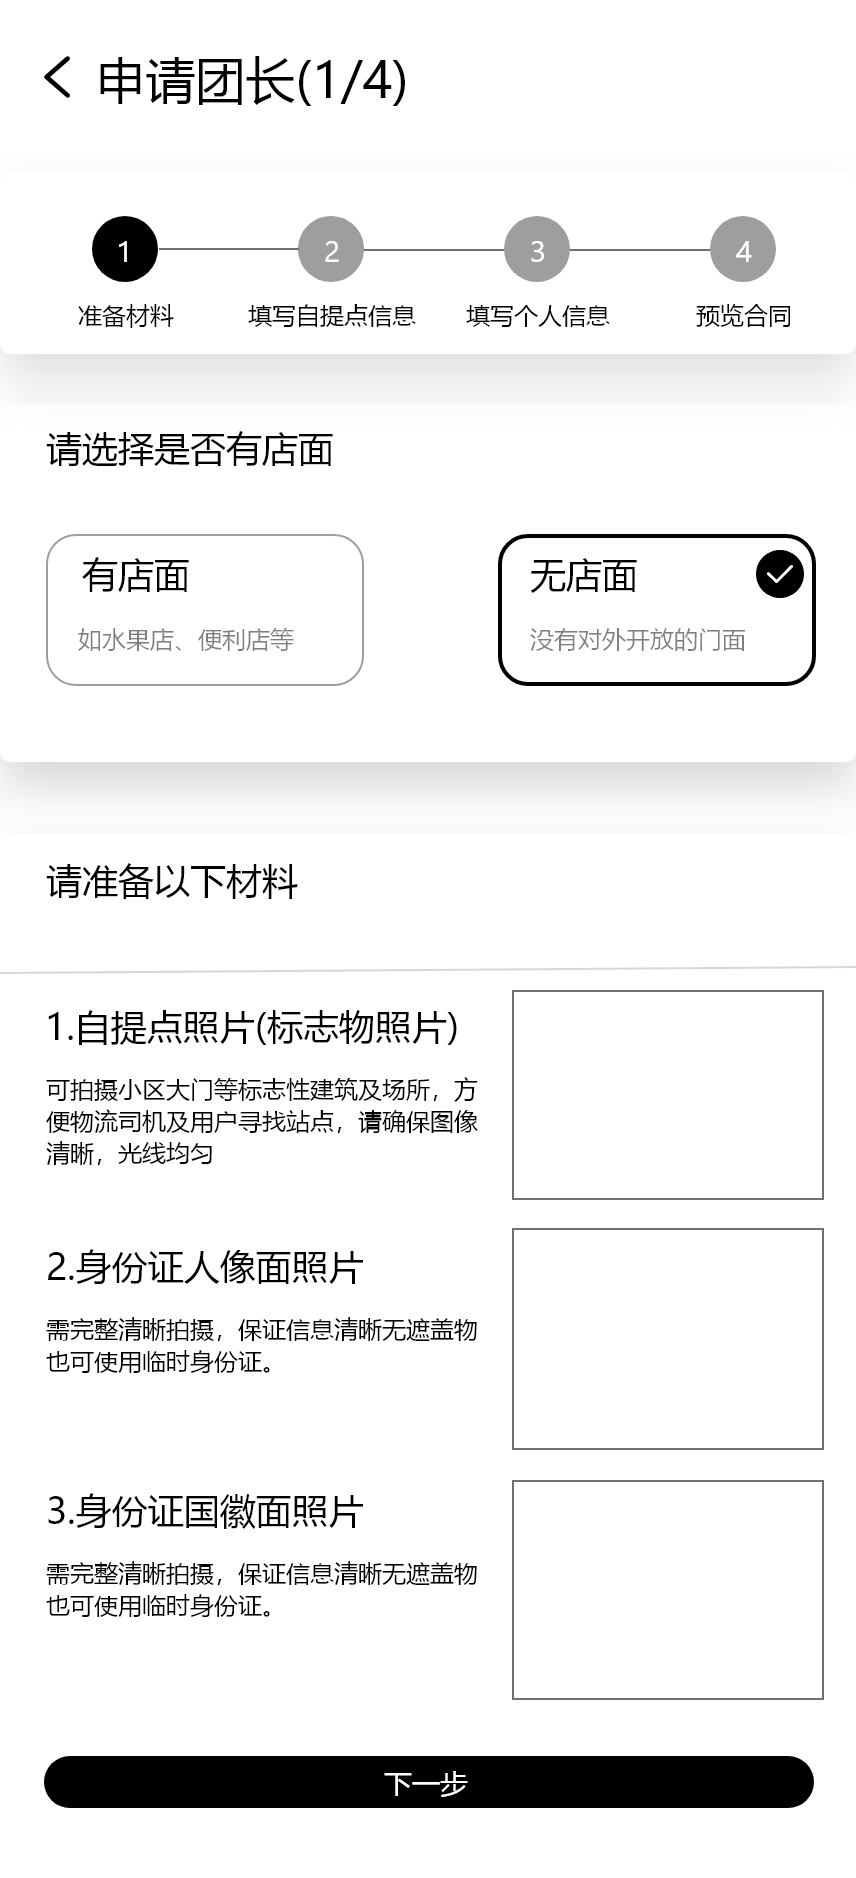 申请团长(1/4)
1 2 3 4
准备材料 填写自提点信息 填写个人信息 预览合同
请选择是否有店面
有店面
如水果店、便利店等
无店面
没有对外开放的门面
请准备以下材料
1.自提点照片(标志物照片)
可拍摄小区大门等标志性建筑及场所，方
便物流司机及用户寻找站点，请确保图像
清晰，光线均匀
2.身份证人像面照片
需完整清晰拍摄，保证信息清晰无遮盖物
也可使用临时身份证。
3.身份证国徽面照片
需完整清晰拍摄，保证信息清晰无遮盖物
也可使用临时身份证。
下一步